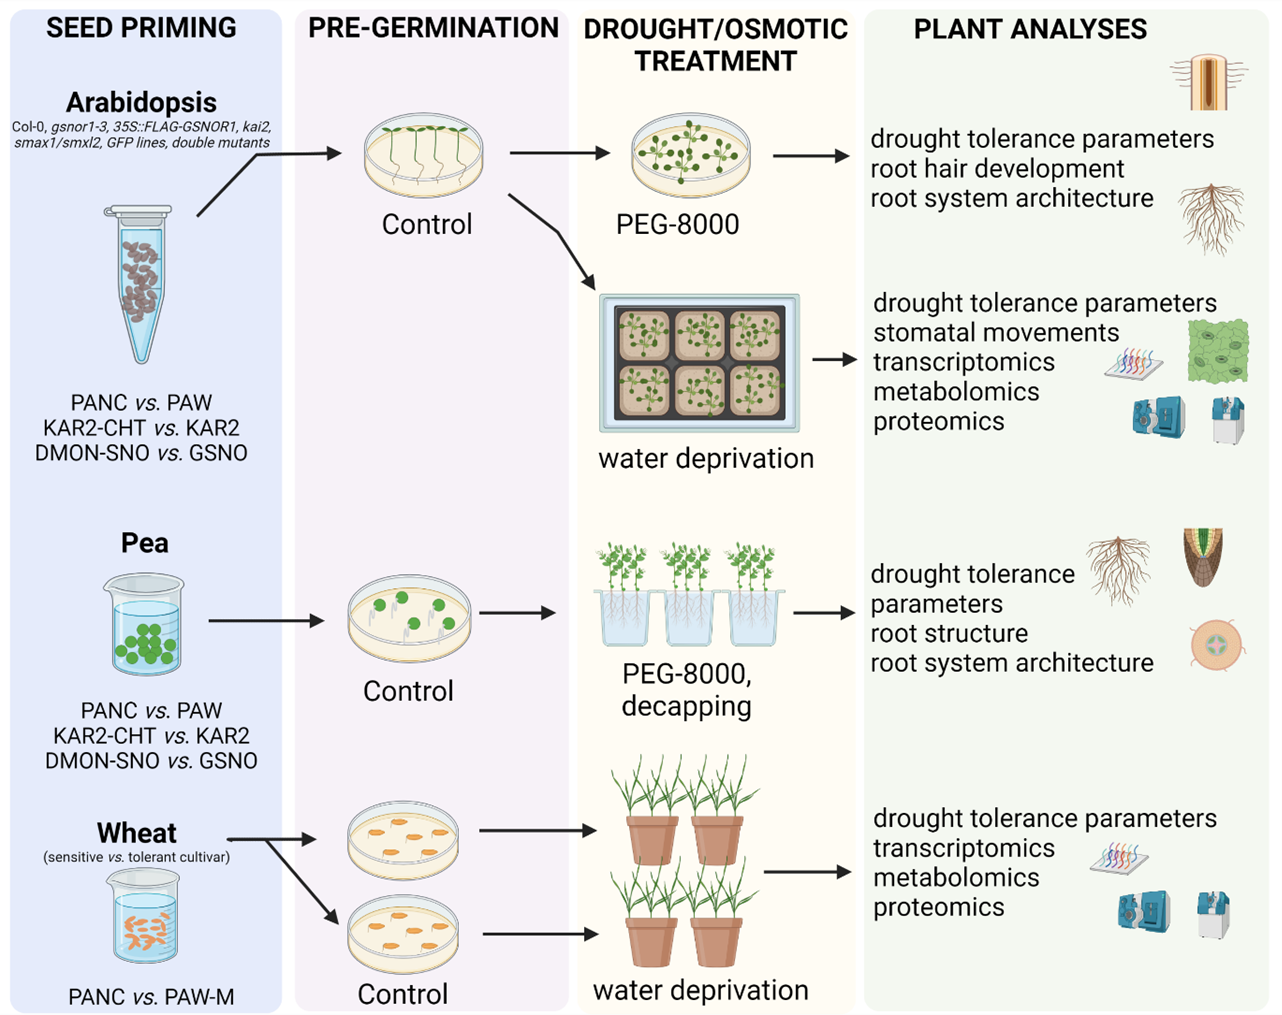 SEED PRIMING
PRE-GERMINATION
DROUGHT/OSMOTIC
TREATMENT
PLANT ANALYSES
Arabidopsis
Col-0, gsnor1-3, 35S::FLAG-GSNOR1, kai2,
smax1/smxl2, GFP lines, double mutants
Control
PEG-8000
drought tolerance parameters
root hair development
root system architecture
PANC vs. PAW
KAR2-CHT vs. KAR2
DMON-SNO vs. GSNO
water deprivation
drought tolerance parameters
stomatal movements
transcriptomics
metabolomics
proteomics
Pea
PANC vs. PAW
KAR2-CHT vs. KAR2
DMON-SNO vs. GSNO
Control
PEG-8000,
decapping
drought tolerance
parameters
root structure
root system architecture
Wheat
(sensitive vs. tolerant cultivar)
PANC vs. PAW-M
Control
water deprivation
drought tolerance parameters
transcriptomics
metabolomics
proteomics